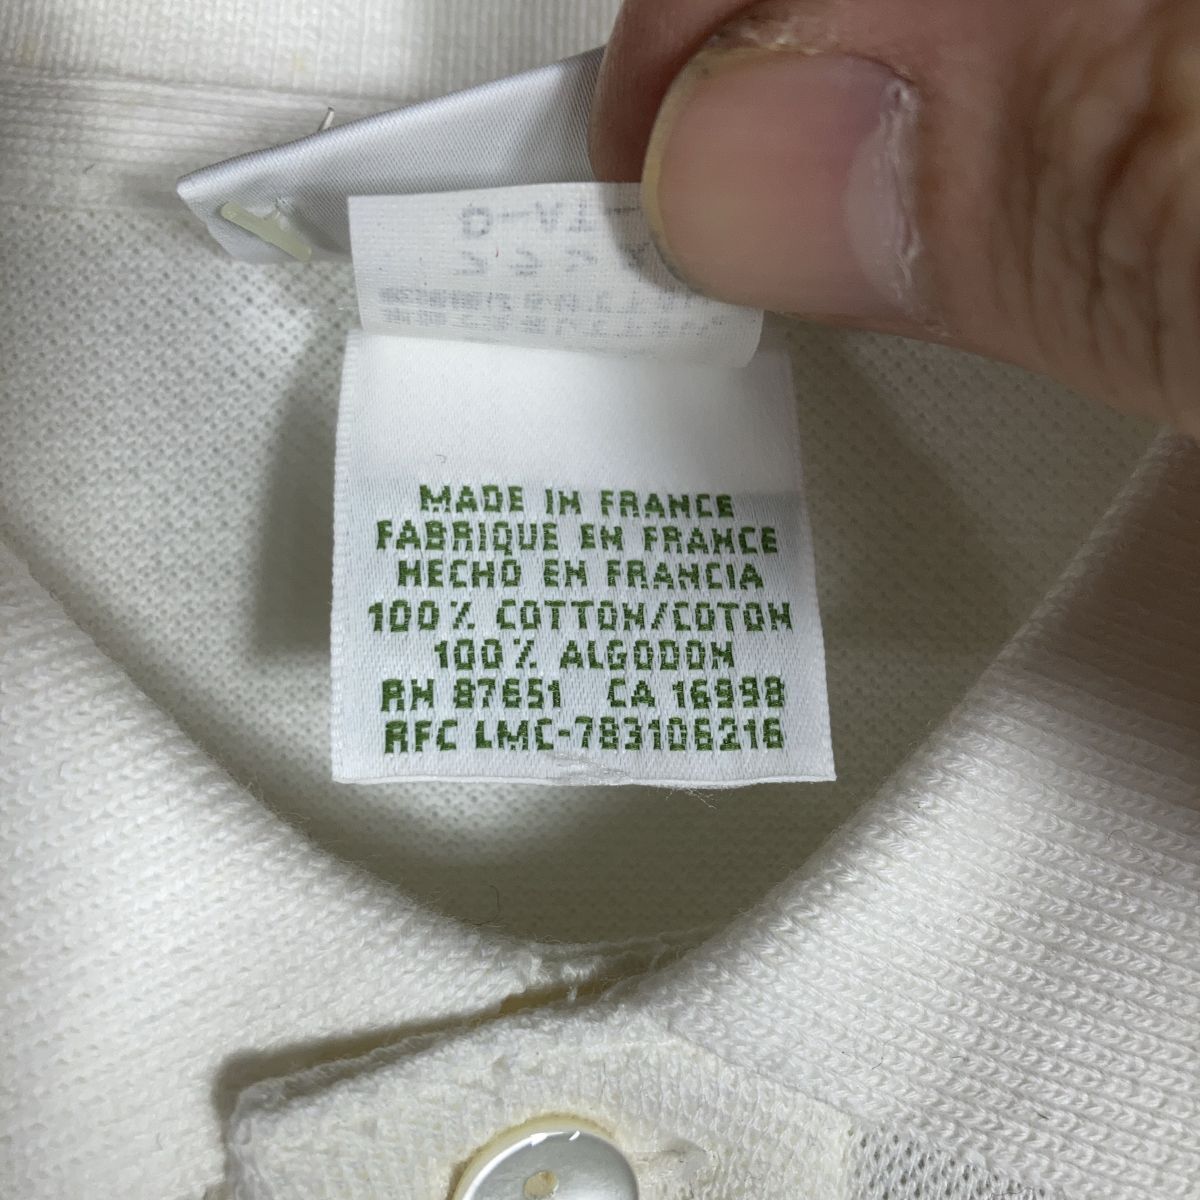 MADE IN FRANCE
FABRIQUE EN FRANCE
HECHO EN FRANCIA
100% COTTON/COTON
100% ALGODON
RN 87651 CA 16998
RFC LMC-783106216